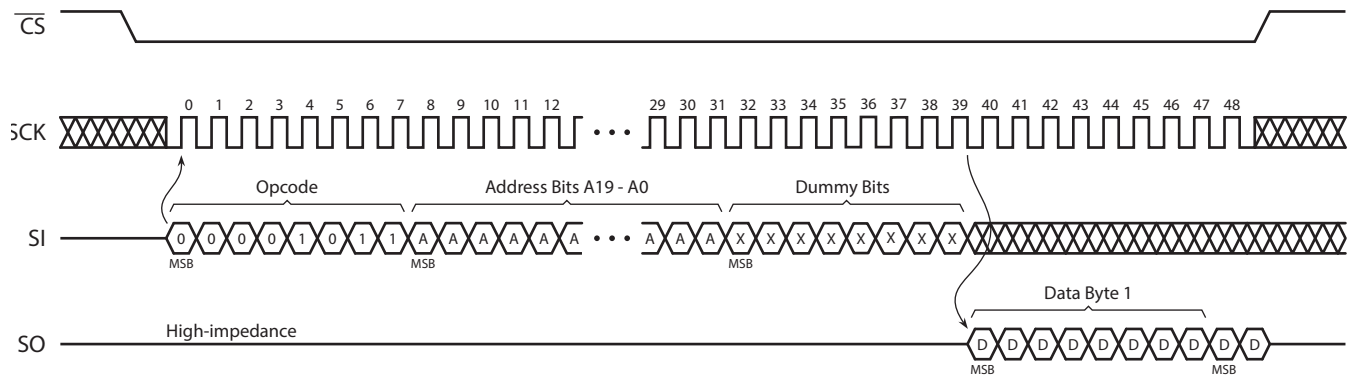 CS
0 1 2 3 4 5 6 7 8 9 10 11 12 29 30 31 32 33 34 35 36 37 38 39 40 41 42 43 44 45 46 47 48
SCK
Opcode Address Bits A19 - A0 Dummy Bits
SI 0 0 0 0 1 0 1 1 A A A A A A A A A X X X X X X X X
MSB MSB MSB
Data Byte 1
High-impedance
SO D D D D D D D D D D
MSB MSB